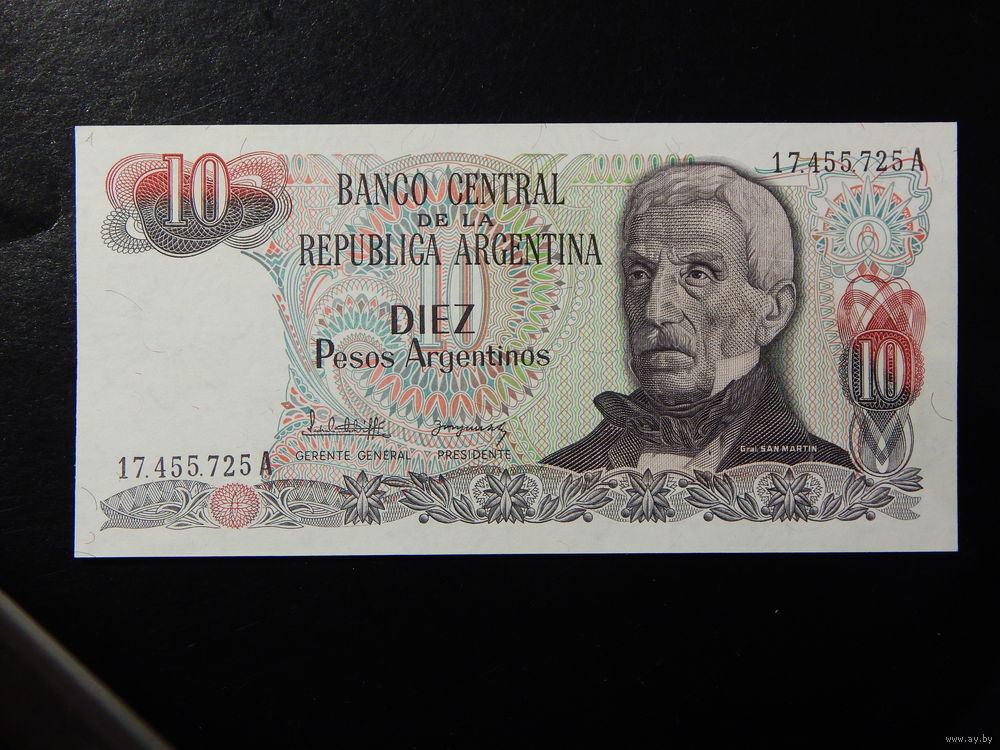 10
17.455.725 A
BANCO CENTRAL
DE LA
REPUBLICA ARGENTINA
10
DIEZ
Pesos Argentinos
10
GERENTE GENERAL PRESIDENTE
Gral. SAN MARTIN
17.455.725 A
www.ay.by